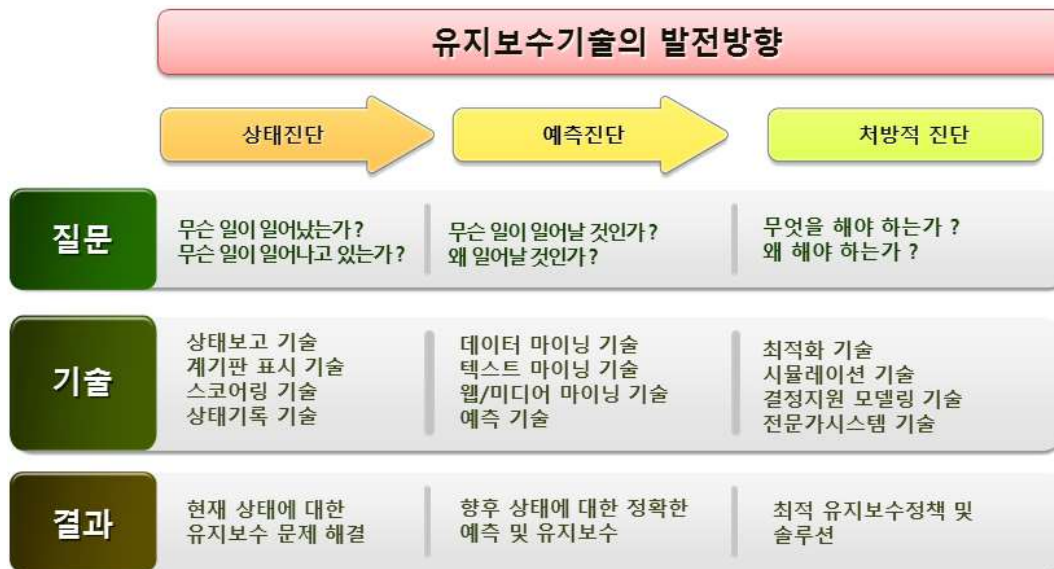 유지보수기술의 발전방향
상태진단
예측진단
처방적 진단
질문
무슨 일이 일어났는가?
무슨 일이 일어나고 있는가?
무슨 일이 일어날 것인가?
왜 일어날 것인가?
무엇을 해야 하는가 ?
왜 해야 하는가 ?
기술
상태보고 기술
계기판 표시 기술
스코어링 기술
상태기록 기술
데이터 마이닝 기술
텍스트 마이닝 기술
웹/미디어 마이닝 기술
예측 기술
최적화 기술
시뮬레이션 기술
결정지원 모델링 기술
전문가시스템 기술
결과
현재 상태에 대한
유지보수 문제 해결
향후 상태에 대한 정확한
예측 및 유지보수
최적 유지보수정책 및
솔루션